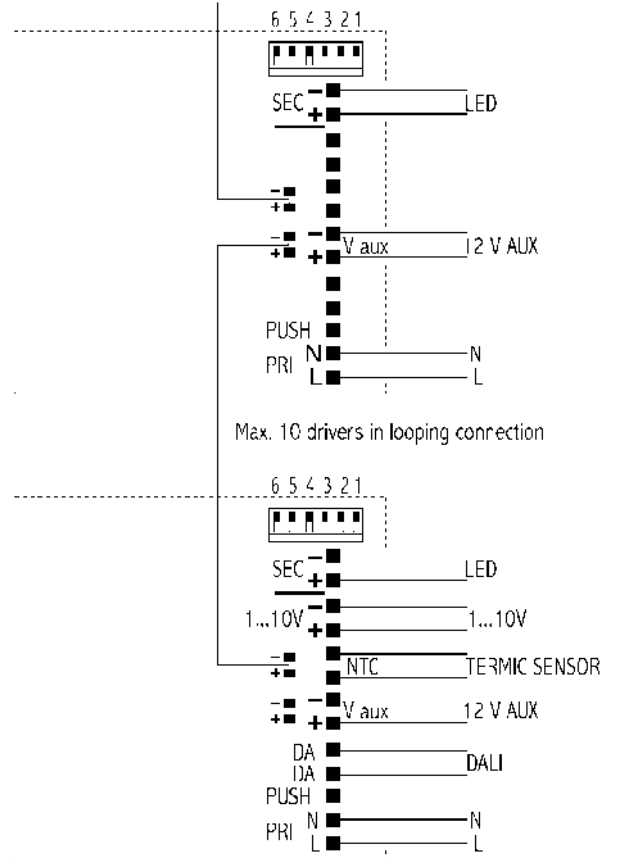 6 5 4 3 2 1
SEC - LED
+
- +
- + - V aux 12 V AUX
+
PUSH
PRI N N
L L
Max. 10 drivers in looping connection
6 5 4 3 2 1
SEC - LED
+
1...10V - 1...10V
+
- + NTC TERMIC SENSOR
- + - V aux 12 V AUX
+
DA DALI
DA
PUSH
PRI N N
L L